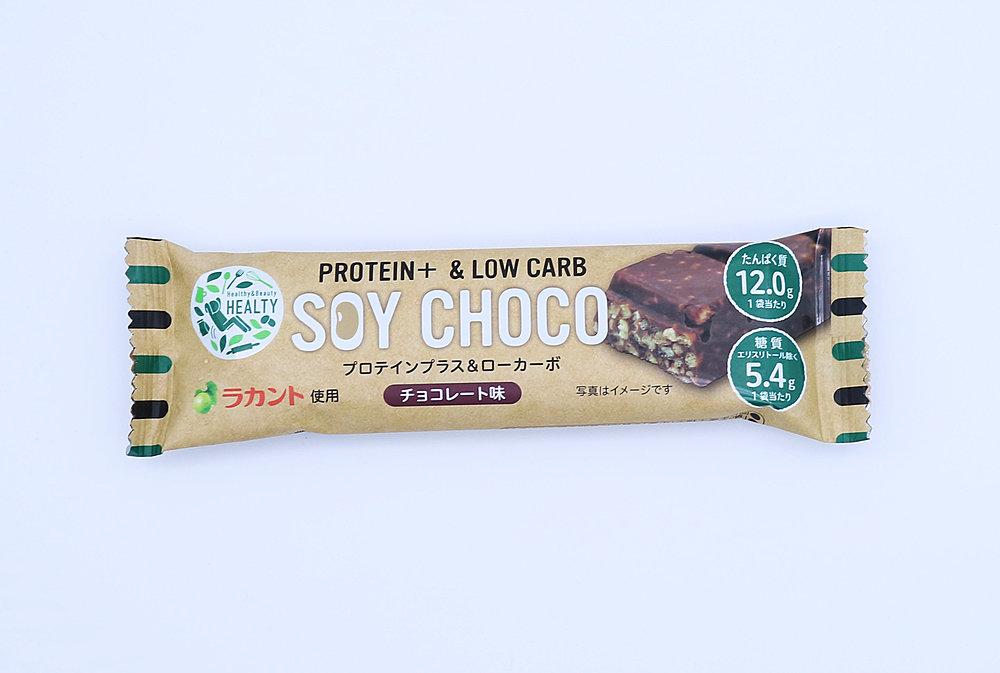 PROTEIN+ & LOW CARB
SOY CHOCO
プロテインプラス&ローカーボ
チョコレート味
Healthy&Beauty
HEALTY
ラカント 使用
写真はイメージです
たんぱく質
12.0g
1袋当たり
糖質
エリスリトール除く
5.4g
1袋当たり